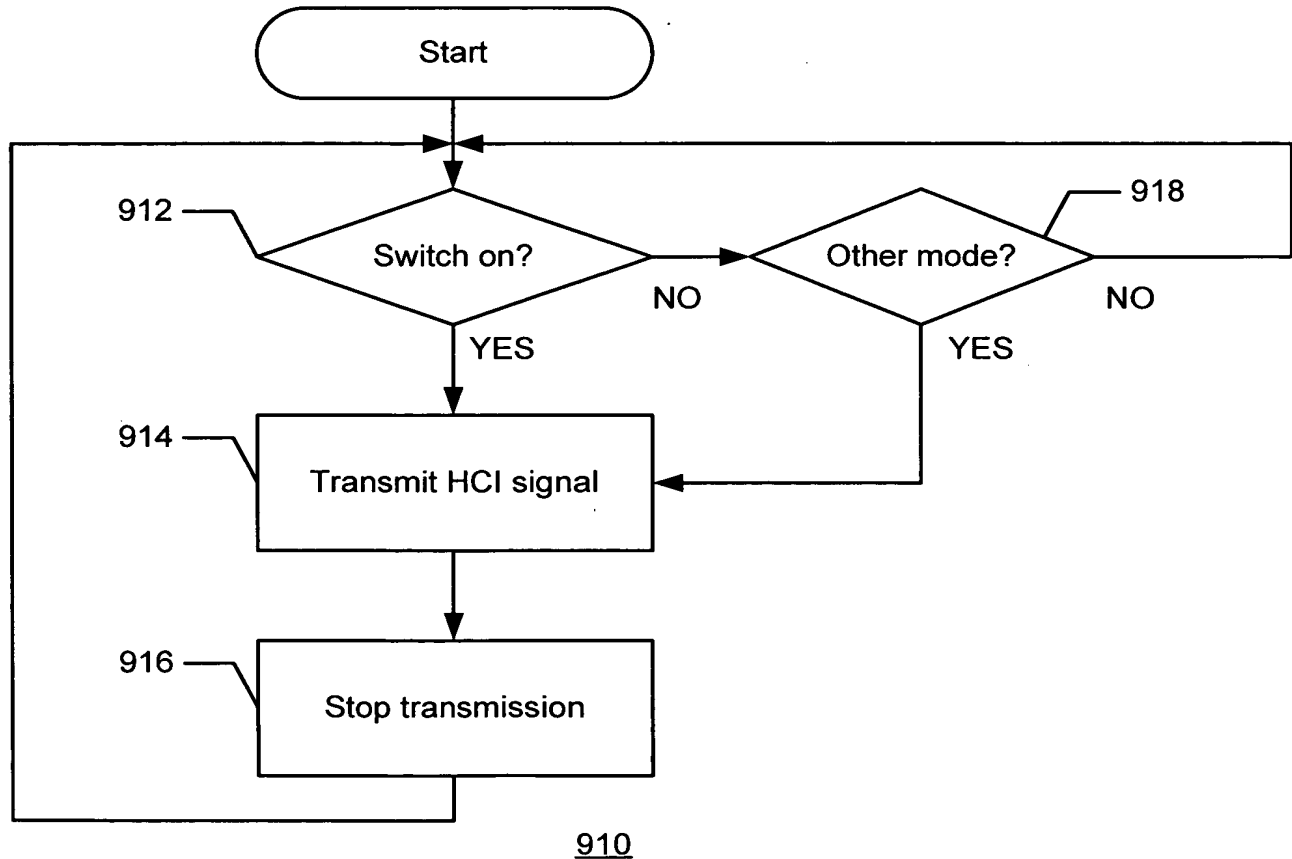 Start
912
Switch on?
NO
Other mode?
918
NO
YES
YES
914
Transmit HCI signal
916
Stop transmission
910